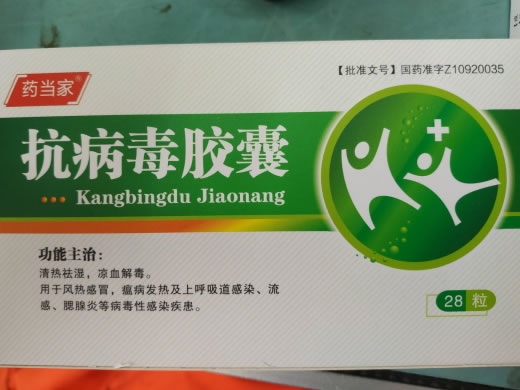 药当家®
【批准文号】国药准字Z10920035
抗病毒胶囊
Kangbingdu Jiaonang
功能主治：
清热祛湿，凉血解毒。
用于风热感冒，瘟病发热及上呼吸道感染、流
感、腮腺炎等病毒性感染疾患。
28 粒